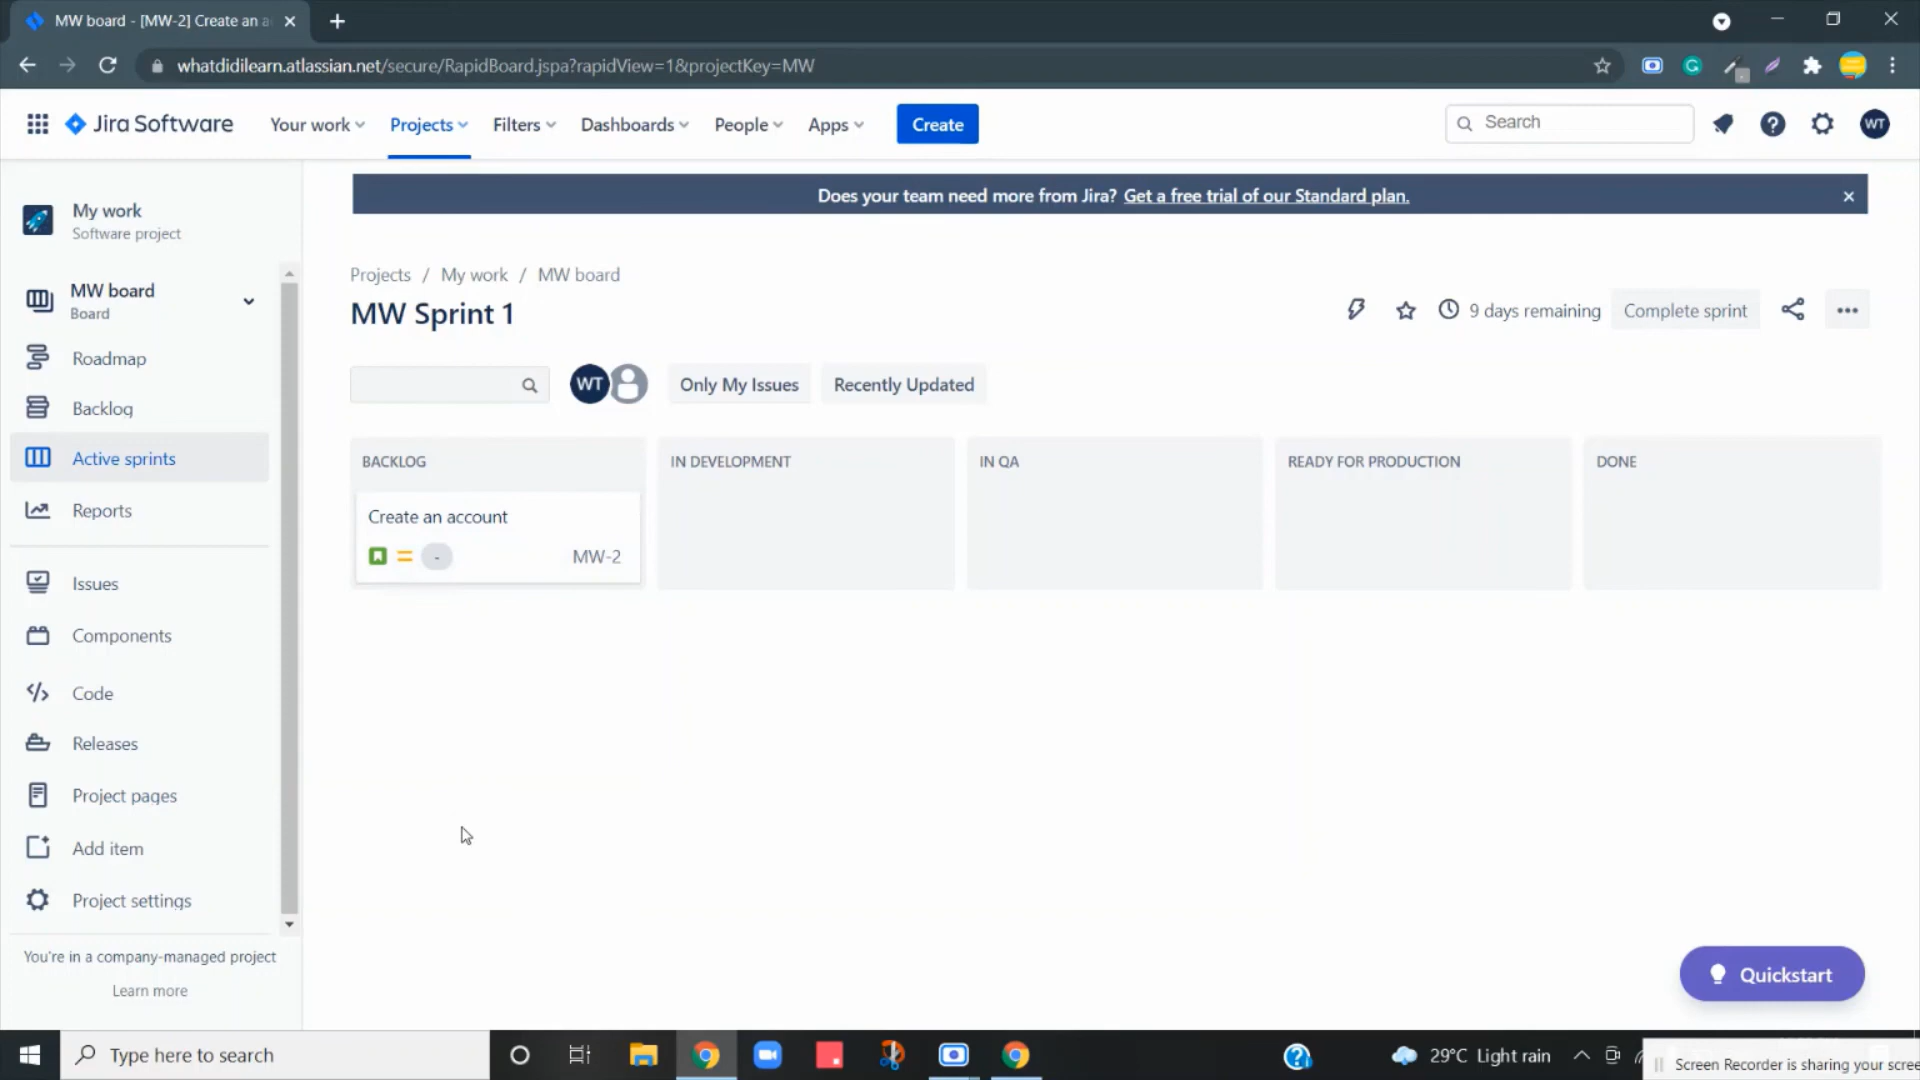 MW board - [MW-2] Create an a
whatdidilearn.atlassian.net/secure/RapidBoard.jspa?rapidView=1&projectKey=MW
Jira Software
Your work
Projects
Filters
Dashboards
People
Apps
Create
Search
WT
Does your team need more from Jira? Get a free trial of our Standard plan.
My work
Software project
MW board
Board
Roadmap
Backlog
Active sprints
Reports
Issues
Components
Code
Releases
Project pages
Add item
Project settings
You're in a company-managed project
Learn more
Projects / My work / MW board
MW Sprint 1
9 days remaining
Complete sprint
WT
Only My Issues
Recently Updated
BACKLOG
IN DEVELOPMENT
IN QA
READY FOR PRODUCTION
DONE
Create an account
-
MW-2
Quickstart
Type here to search
29°C Light rain
Screen Recorder is sharing your scree